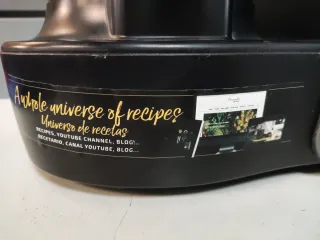 A whole universe of recipes
Universo de recetas
RECIPES, YOUTUBE CHANNEL, BLOG...
RECETARIO, CANAL YOUTUBE, BLOG...